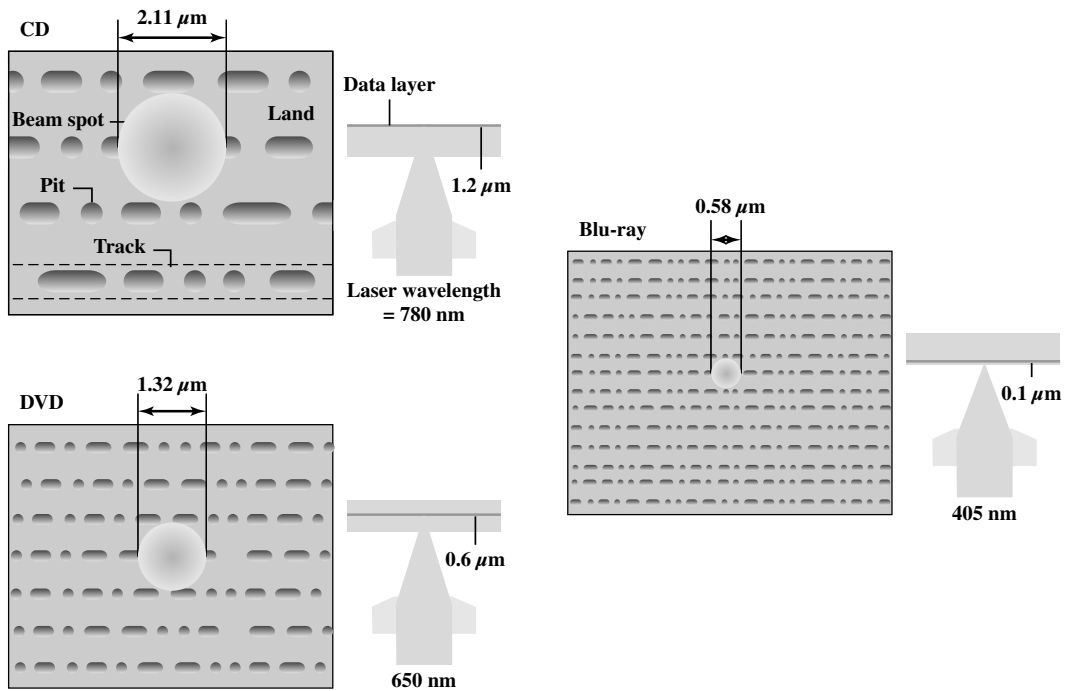 CD
2.11 μm
Beam spot
Land
Pit
Track
Data layer
1.2 μm
Laser wavelength
= 780 nm
DVD
1.32 μm
0.6 μm
650 nm
Blu-ray
0.58 μm
0.1 μm
405 nm